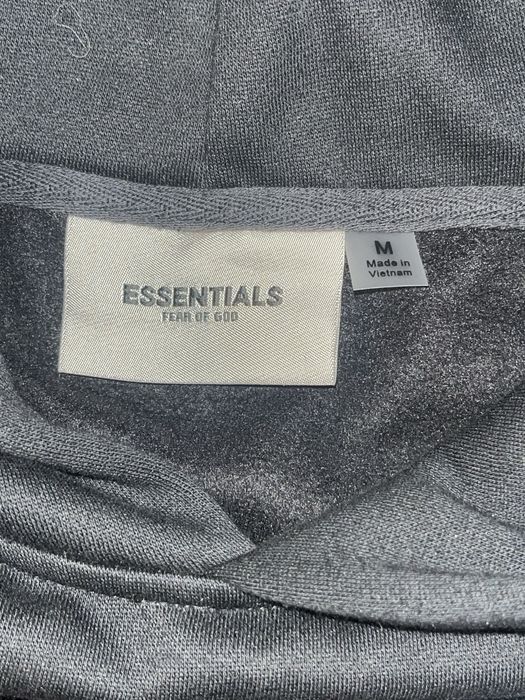 ESSENTIALS
FEAR OF GOD
M
Made in
Vietnam